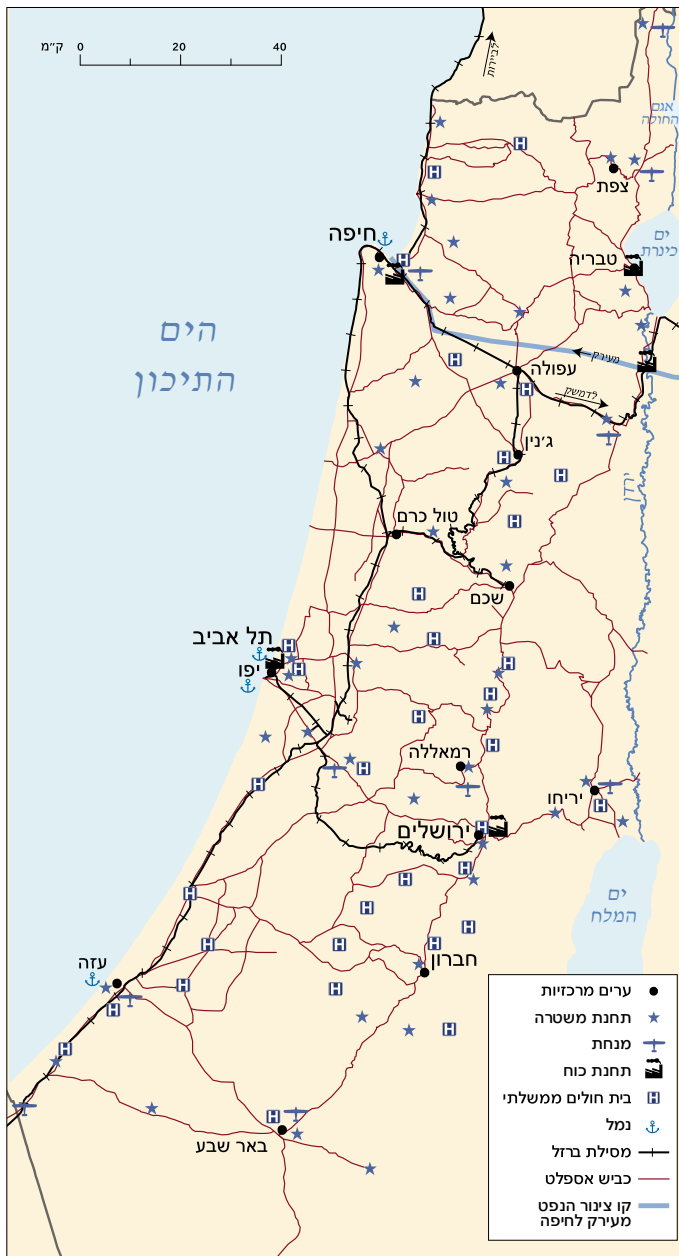 ק״מ 0 20 40
לביירות
אגם
החולה
צפת
חיפה
ים
כינרת
טבריה
הים
התיכון
מעירק
עפולה
לדמשק
ג׳נין
ירדן
טול כרם
שכם
תל אביב
יפו
רמאללה
יריחו
ירושלים
ים
המלח
עזה
חברון
באר שבע
ערים מרכזיות
תחנת משטרה
מנחת
תחנת כוח
בית חולים ממשלתי
נמל
מסילת ברזל
כביש אספלט
קו צינור הנפט
מעירק לחיפה